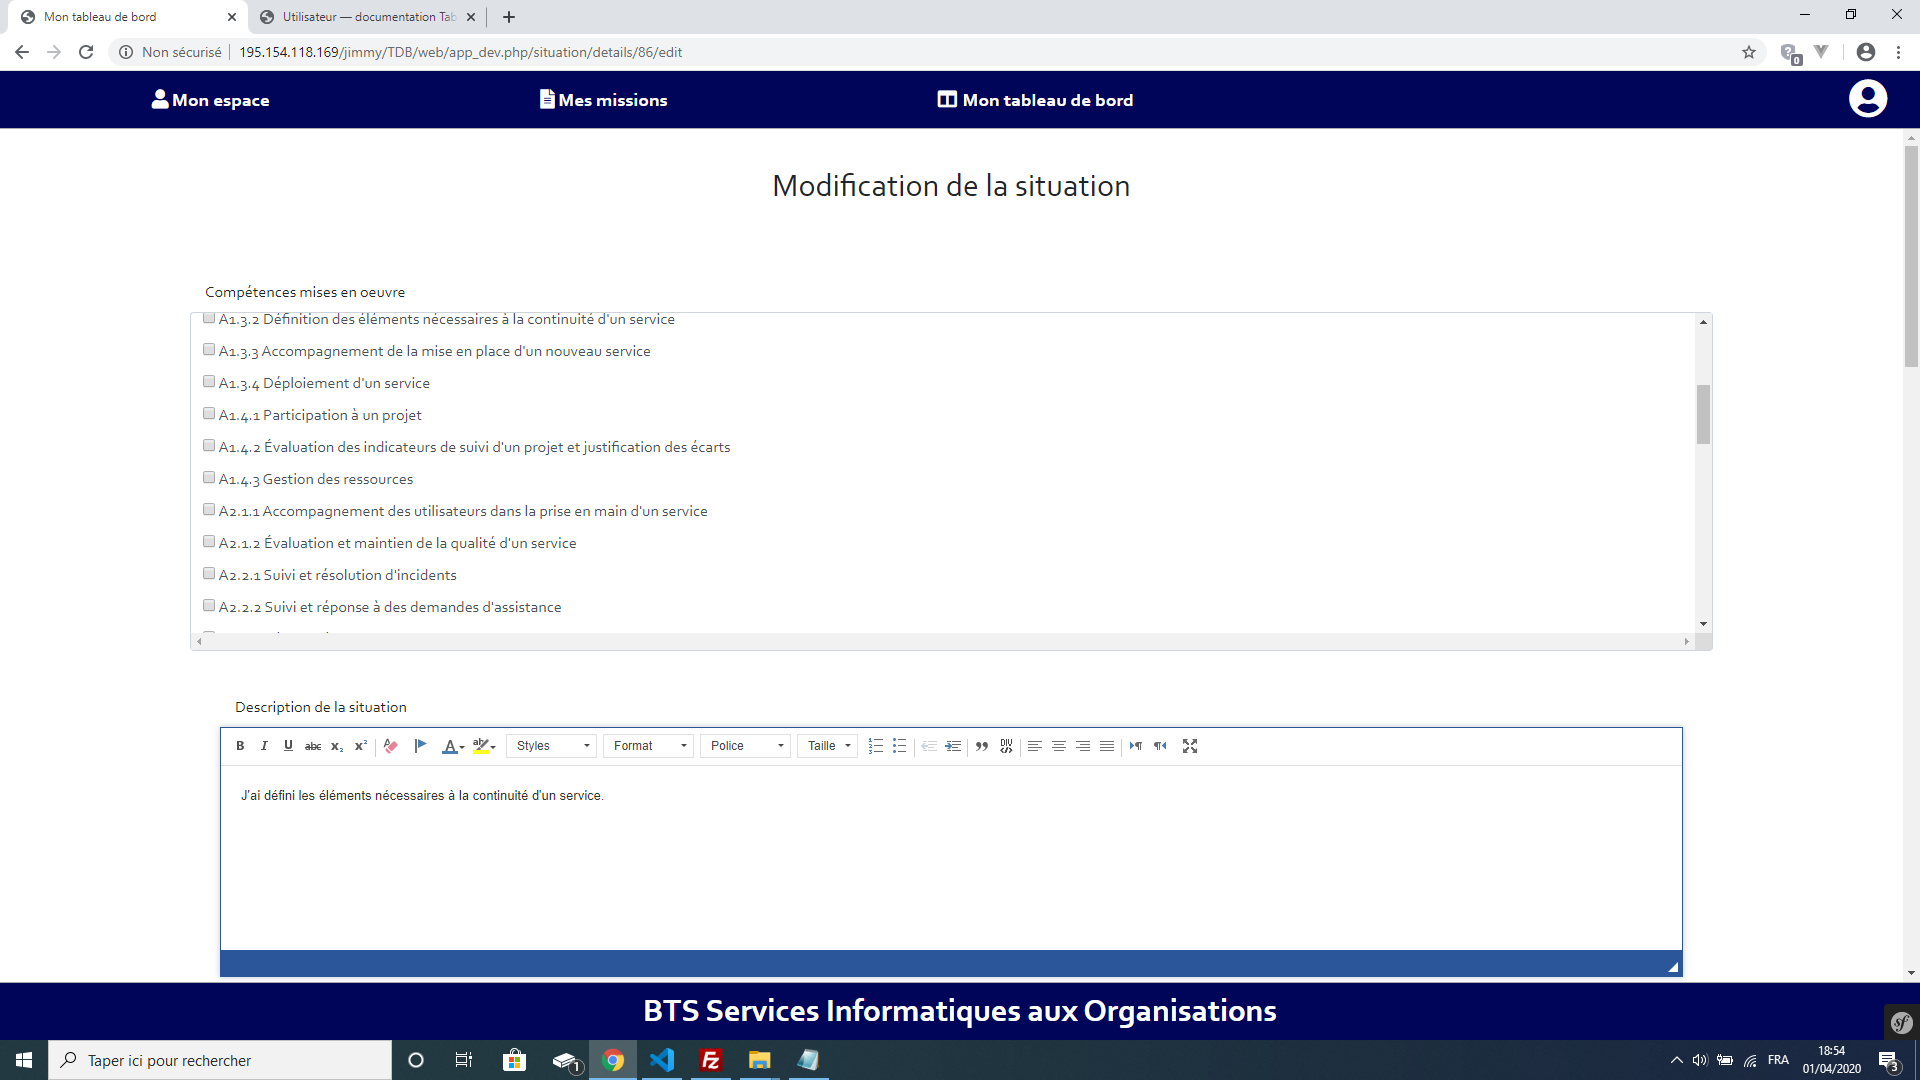 Mon tableau de bord
Utilisateur — documentation Tab
Non sécurisé
195.154.118.169/jimmy/TDB/web/app_dev.php/situation/details/86/edit
0
Mon espace
Mes missions
Mon tableau de bord
Modification de la situation
Compétences mises en oeuvre
A1.3.2 Définition des éléments nécessaires à la continuité d'un service
A1.3.3 Accompagnement de la mise en place d'un nouveau service
A1.3.4 Déploiement d'un service
A1.4.1 Participation à un projet
A1.4.2 Évaluation des indicateurs de suivi d'un projet et justification des écarts
A1.4.3 Gestion des ressources
A2.1.1 Accompagnement des utilisateurs dans la prise en main d'un service
A2.1.2 Évaluation et maintien de la qualité d'un service
A2.2.1 Suivi et résolution d'incidents
A2.2.2 Suivi et réponse à des demandes d'assistance
Description de la situation
Styles Format Police Taille
J'ai défini les éléments nécessaires à la continuité d'un service.
BTS Services Informatiques aux Organisations
sf
Taper ici pour rechercher
1
FRA
18:54
01/04/2020
3